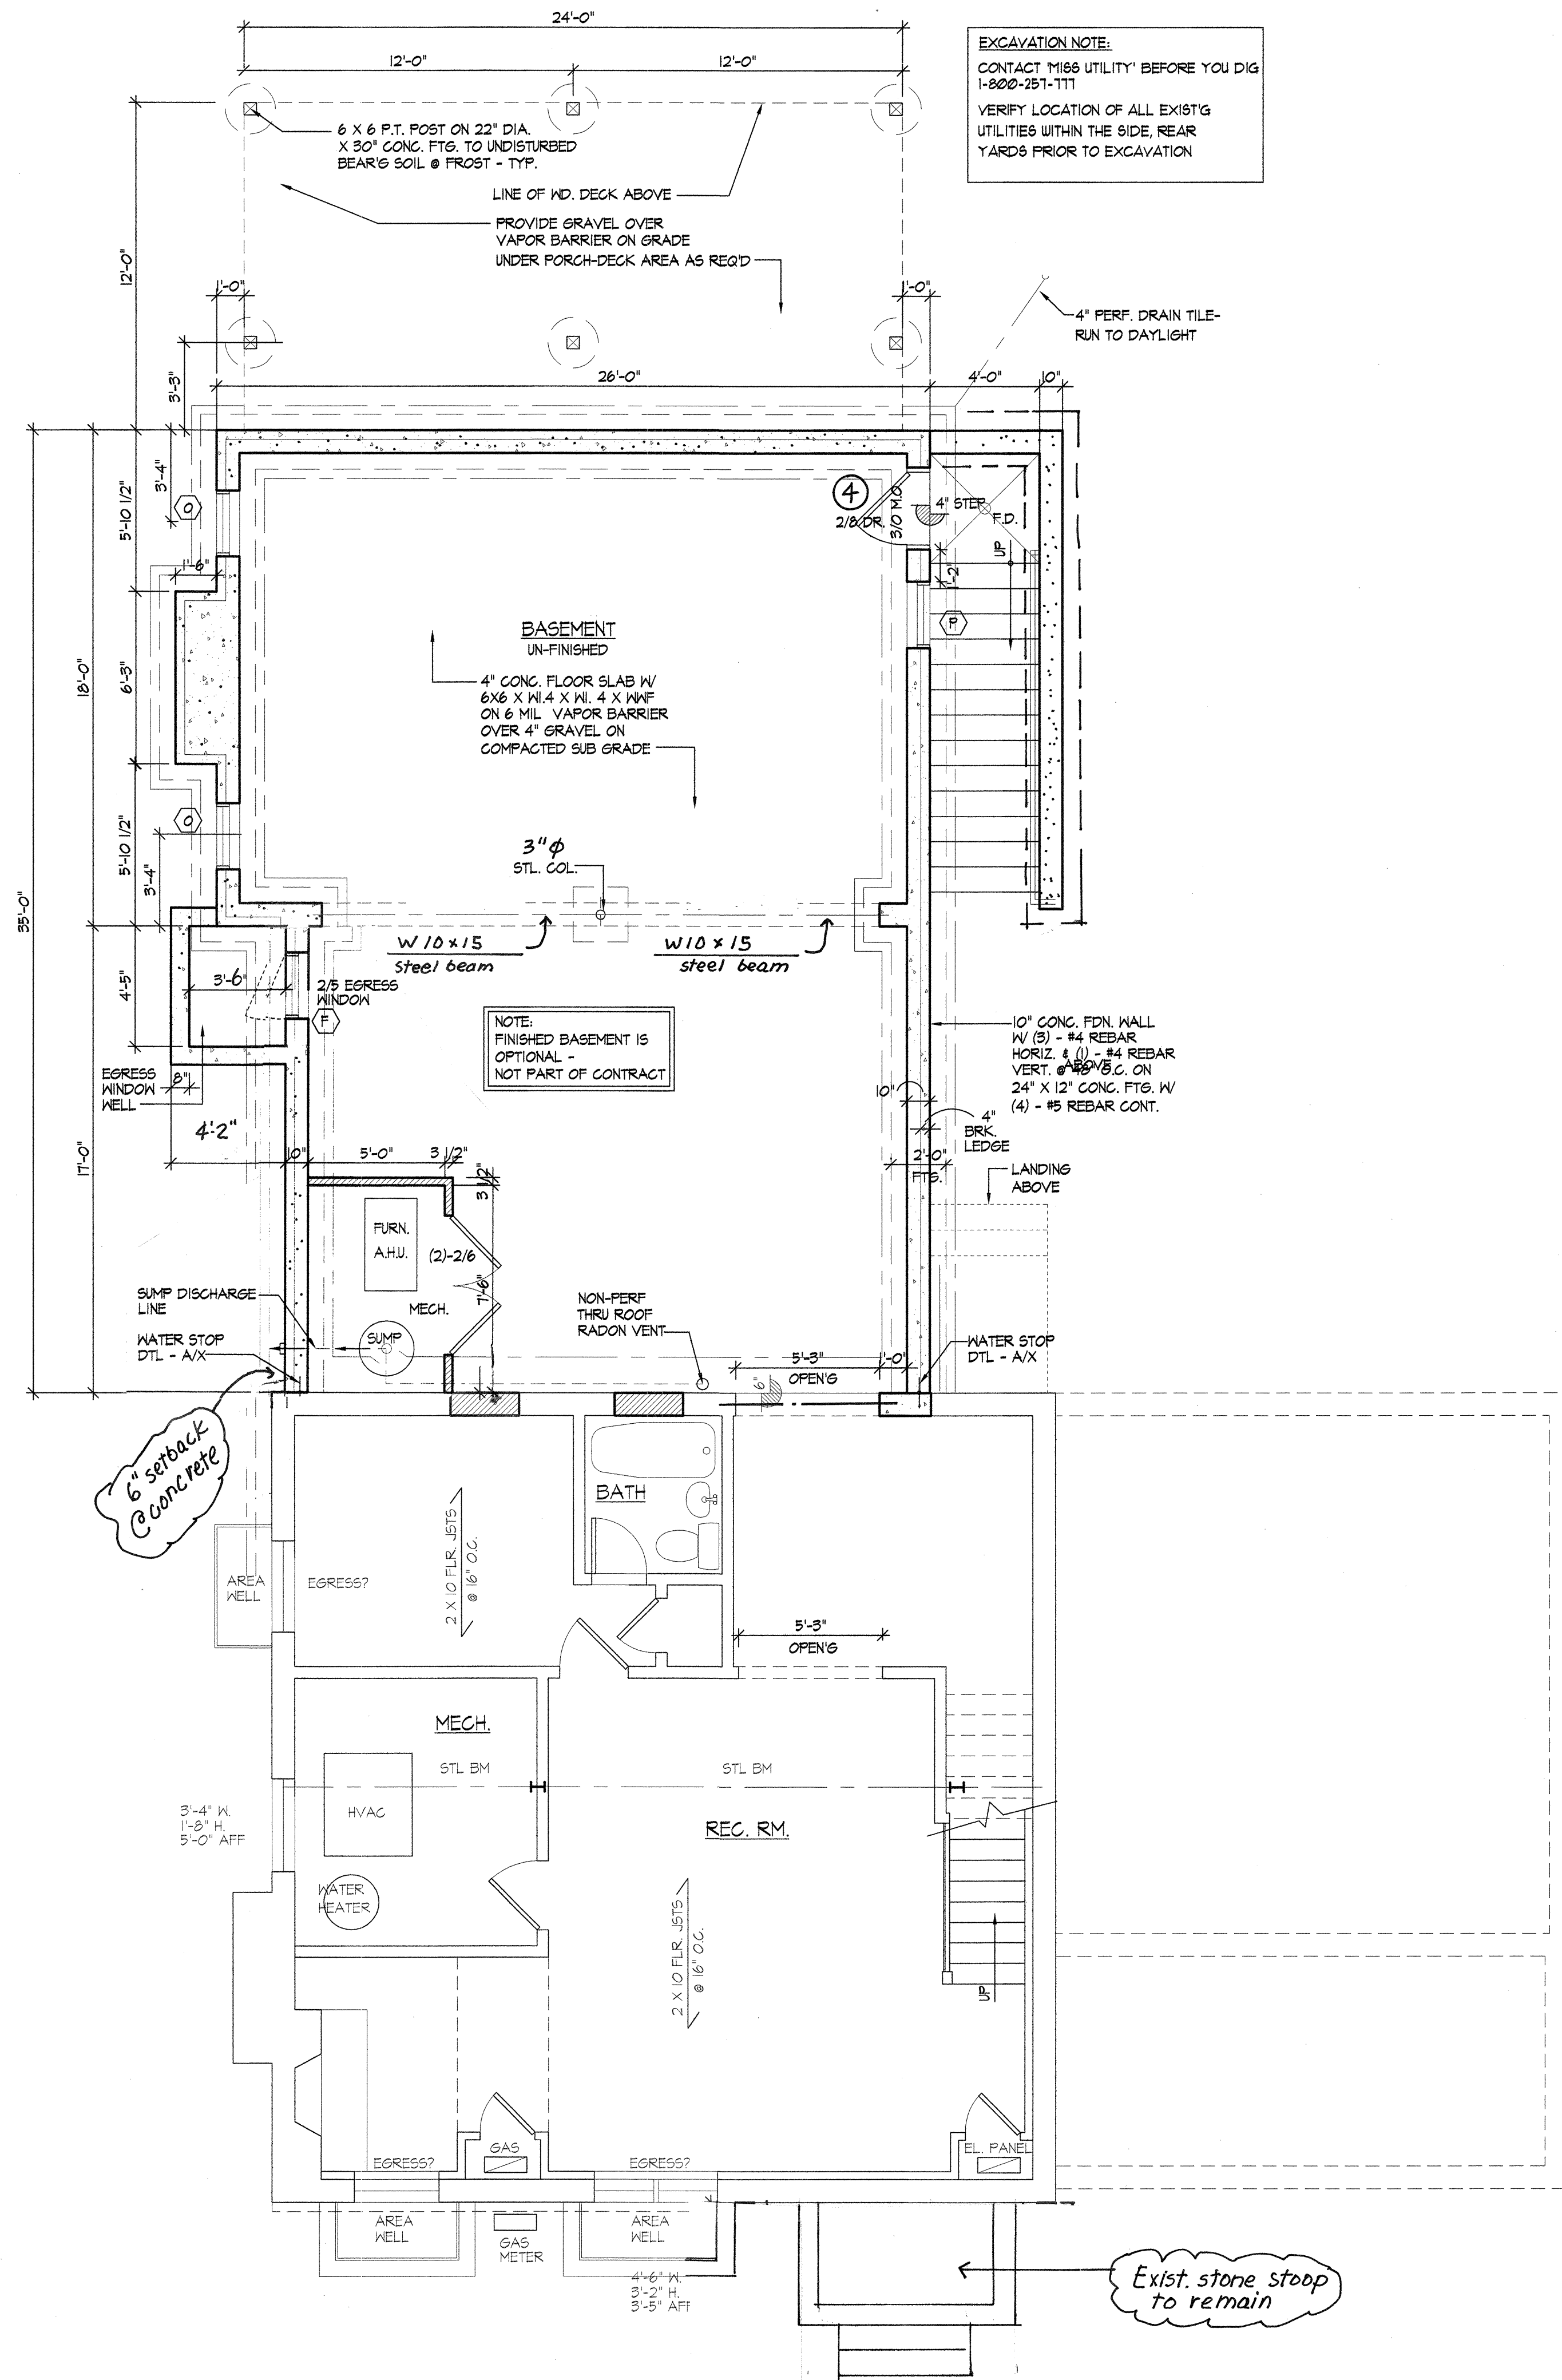 24'-0"
12'-0"
12'-0"
EXCAVATION NOTE:
CONTACT 'MISS UTILITY' BEFORE YOU DIG
1-800-257-777
VERIFY LOCATION OF ALL EXIST'G
UTILITIES WITHIN THE SIDE, REAR
YARDS PRIOR TO EXCAVATION
6 X 6 P.T. POST ON 22" DIA.
X 30" CONC. FTG. TO UNDISTURBED
BEAR'G SOIL @ FROST - TYP.
LINE OF WD. DECK ABOVE
PROVIDE GRAVEL OVER
VAPOR BARRIER ON GRADE
UNDER PORCH-DECK AREA AS REQ'D
12'-0"
1'-0"
1'-0"
4" PERF. DRAIN TILE-
RUN TO DAYLIGHT
3'-3"
26'-0"
4'-0"
10"
3'-4"
5'-10 1/2"
O
4
2/8 DR.
3/0 M.O.
4" STEP
F.D.
UP
1'-6"
1'-2"
P
BASEMENT
UN-FINISHED
4" CONC. FLOOR SLAB W/
6X6 X W1.4 X W1. 4 X WWF
ON 6 MIL VAPOR BARRIER
OVER 4" GRAVEL ON
COMPACTED SUB GRADE
18'-0"
6'-3"
O
5'-10 1/2"
3'-4"
3" φ
STL. COL.
35'-0"
W10x15
steel beam
W10x15
steel beam
4'-5"
3'-6"
2/5 EGRESS
WINDOW
F
NOTE:
FINISHED BASEMENT IS
OPTIONAL -
NOT PART OF CONTRACT
10" CONC. FDN. WALL
W/ (3) - #4 REBAR
HORIZ. & (1) - #4 REBAR
VERT. @ 48" O.C. ON
ABOVE
24" X 12" CONC. FTG. W/
(4) - #5 REBAR CONT.
EGRESS
WINDOW
WELL
8"
10"
4"
BRK.
LEDGE
4'-2"
10"
5'-0"
3 1/2"
3 1/2"
2'-0"
FTG.
LANDING
ABOVE
17'-0"
FURN.
A.H.U.
(2)-2/6
7'-6"
MECH.
SUMP
SUMP DISCHARGE
LINE
WATER STOP
DTL - A/X
NON-PERF
THRU ROOF
RADON VENT
5'-3"
OPEN'G
1'-0"
6"
WATER STOP
DTL - A/X
6" setback
@concrete
BATH
2 X 10 FLR. JSTS
@ 16" O.C.
AREA
WELL
EGRESS?
5'-3"
OPEN'G
MECH.
STL BM
STL BM
HVAC
3'-4" W.
1'-8" H.
5'-0" AFF
REC. RM.
WATER
HEATER
2 X 10 FLR. JSTS
@ 16" O.C.
UP
EGRESS?
GAS
EGRESS?
EL. PANEL
AREA
WELL
GAS
METER
AREA
WELL
4'-6" W.
3'-2" H.
3'-5" AFF
Exist. stone stoop
to remain